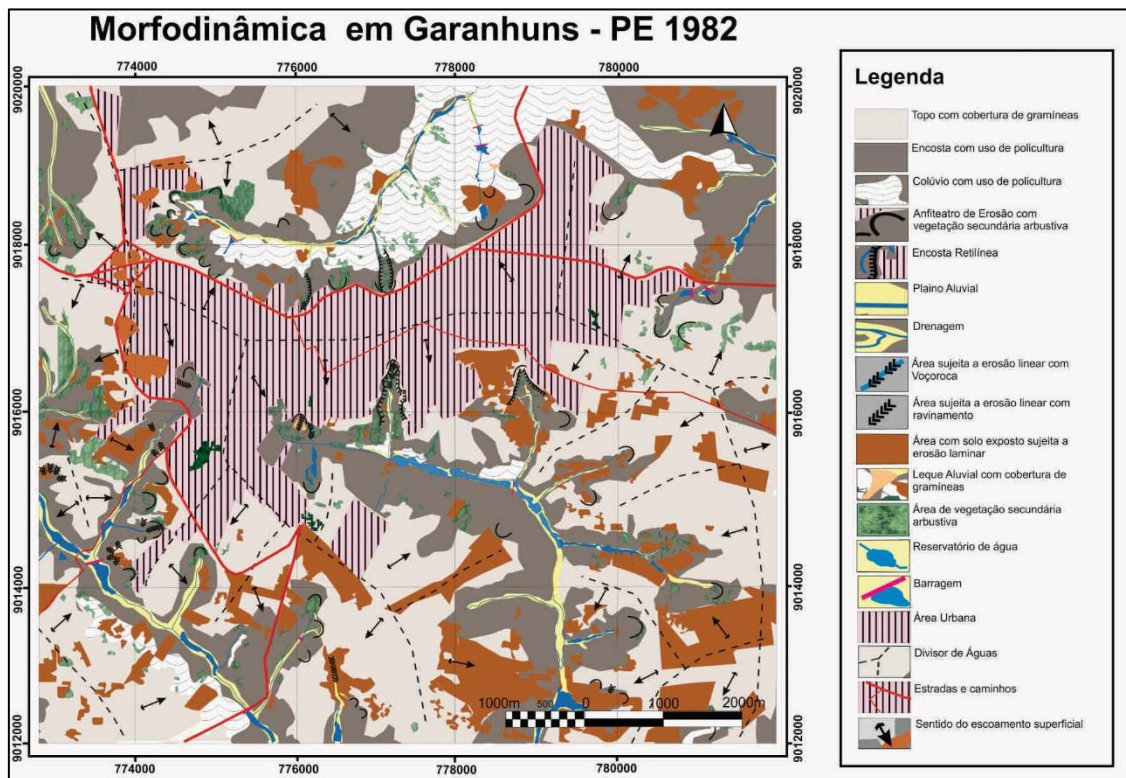 Morfodinâmica em Garanhuns - PE 1982
774000
776000
778000
780000
9020000
9020000
9018000
9018000
9016000
9016000
9014000
9014000
9012000
9012000
1000m
500
0
1000
2000m
774000
776000
778000
780000
Legenda
Topo com cobertura de gramíneas
Encosta com uso de policultura
Colúvio com uso de policultura
Anfiteatro de Erosão com
vegetação secundária arbustiva
Encosta Retilínea
Plaino Aluvial
Drenagem
Área sujeita a erosão linear com
Voçoroca
Área sujeita a erosão linear com
ravinamento
Área com solo exposto sujeita a
erosão laminar
Leque Aluvial com cobertura de
gramíneas
Área de vegetação secundária
arbustiva
Reservatório de água
Barragem
Área Urbana
Divisor de Águas
Estradas e caminhos
Sentido do escoamento superficial